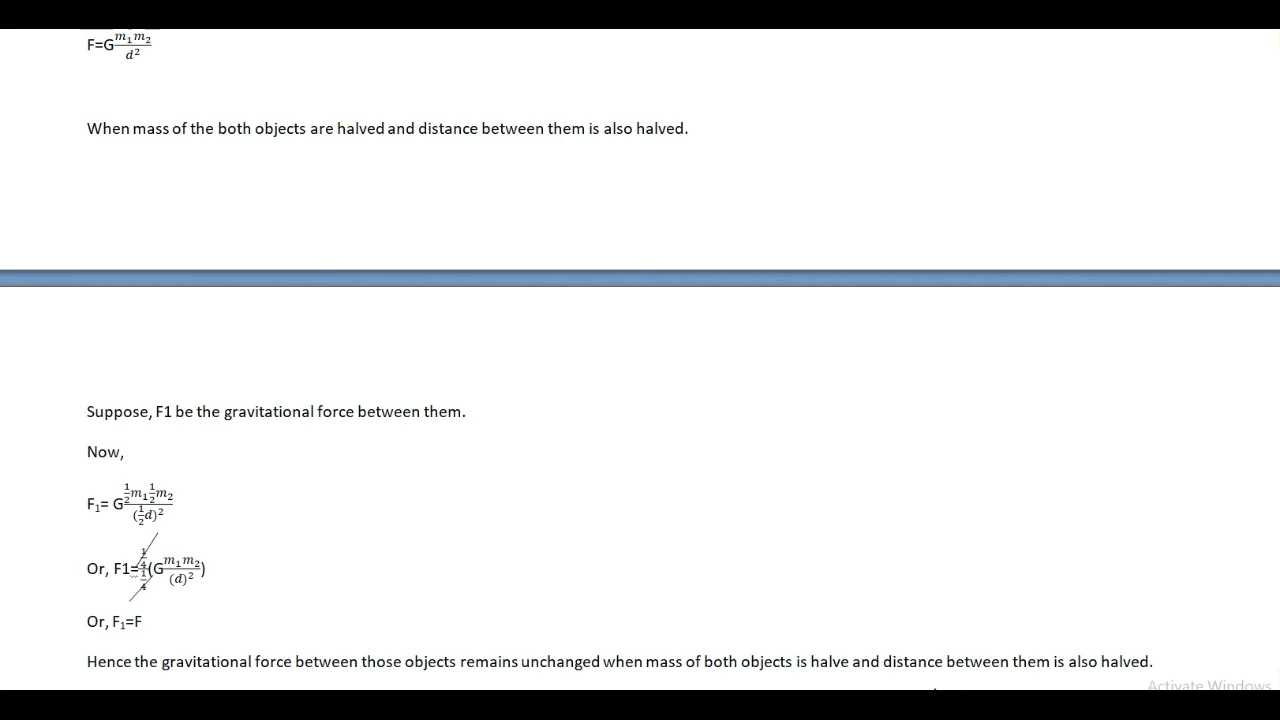 F=G\frac{m_1 m_2}{d^2}
When mass of the both objects are halved and distance between them is also halved.
Suppose, F1 be the gravitational force between them.
Now,
F₁= G\frac{\frac{1}{2}m_1 \frac{1}{2}m_2}{(\frac{1}{2}d)^2}
Or, F1=\frac{\frac{1}{4}}{\frac{1}{4}}(G\frac{m_1 m_2}{(d)^2})
Or, F₁=F
Hence the gravitational force between those objects remains unchanged when mass of both objects is halve and distance between them is also halved.
Activate Windows